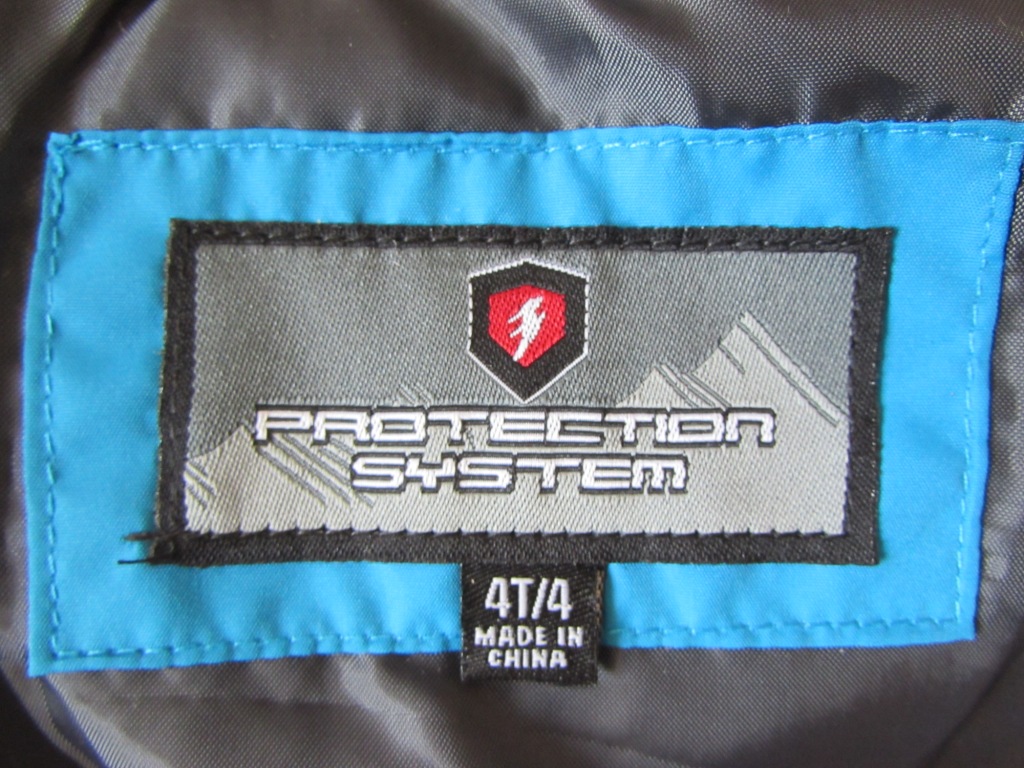 PROTECTION
SYSTEM
4T/4
MADE IN
CHINA